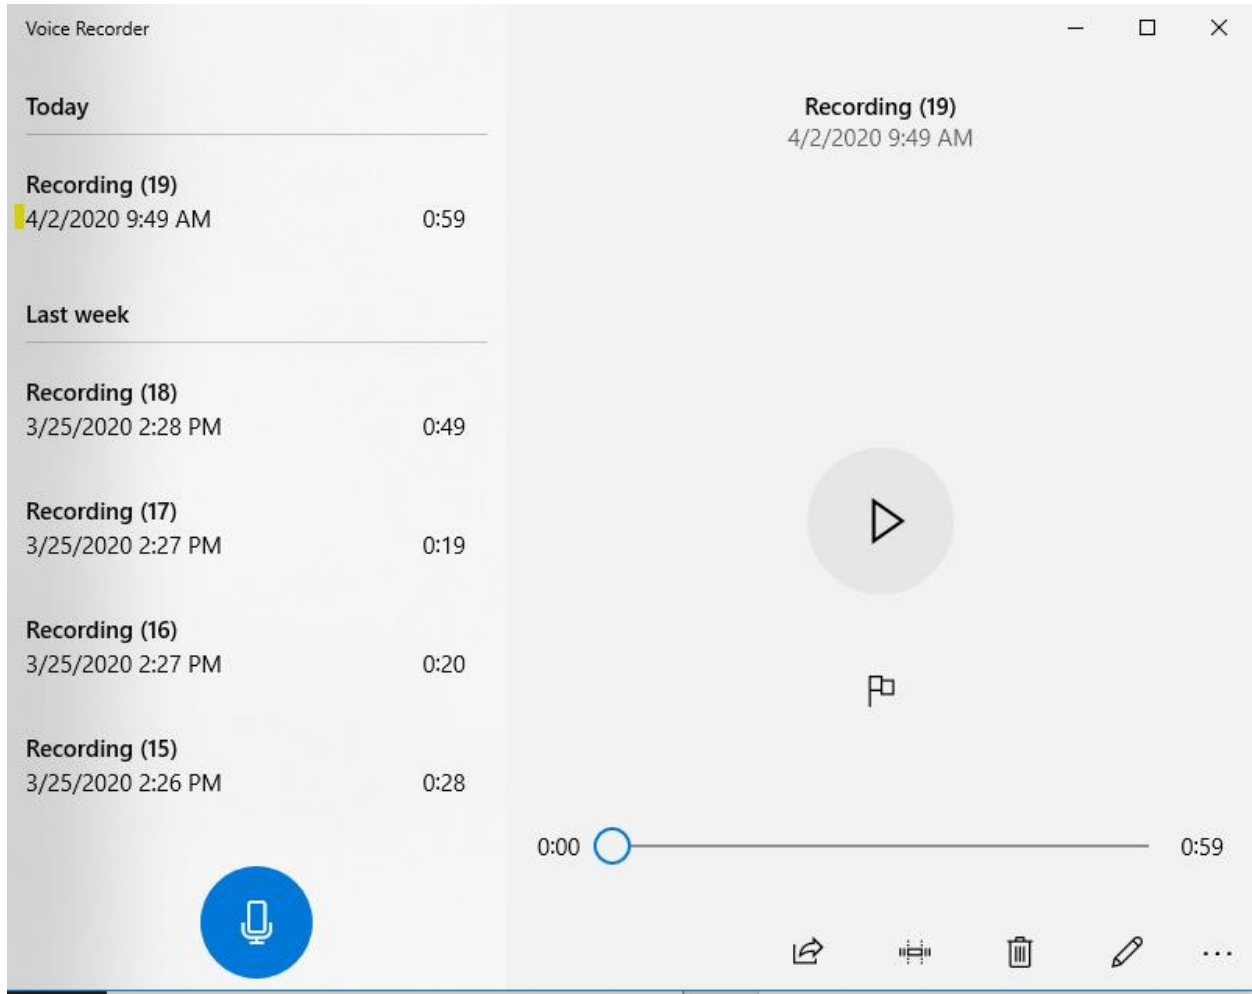 Voice Recorder
Today
Recording (19)
4/2/2020 9:49 AM 0:59
Last week
Recording (18)
3/25/2020 2:28 PM 0:49
Recording (17)
3/25/2020 2:27 PM 0:19
Recording (16)
3/25/2020 2:27 PM 0:20
Recording (15)
3/25/2020 2:26 PM 0:28
Recording (19)
4/2/2020 9:49 AM
0:00 0:59